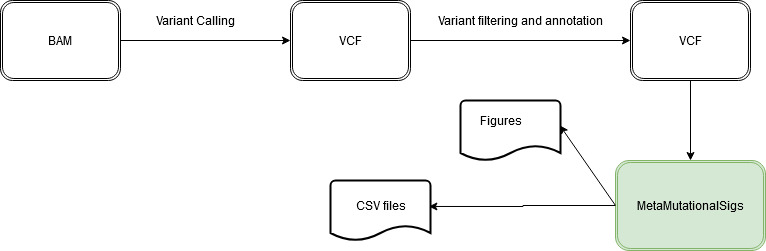 Variant Calling
Variant filtering and annotation
BAM
VCF
VCF
Figures
CSV files
MetaMutationalSigs